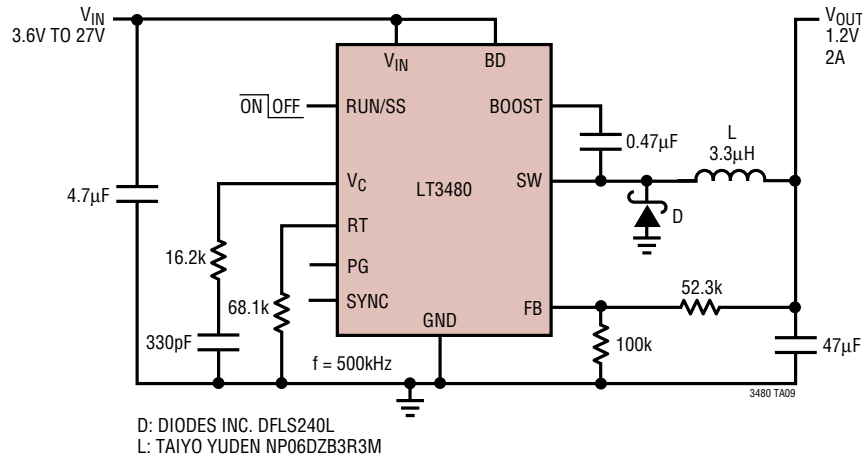 VIN
3.6V TO 27V
VOUT
1.2V
2A
VIN
BD
ON OFF
RUN/SS
BOOST
0.47µF
L
3.3µH
4.7µF
VC
LT3480
SW
D
RT
16.2k
PG
52.3k
68.1k
SYNC
FB
GND
330pF
f = 500kHz
100k
47µF
3480 TA09
D: DIODES INC. DFLS240L
L: TAIYO YUDEN NP06DZB3R3M